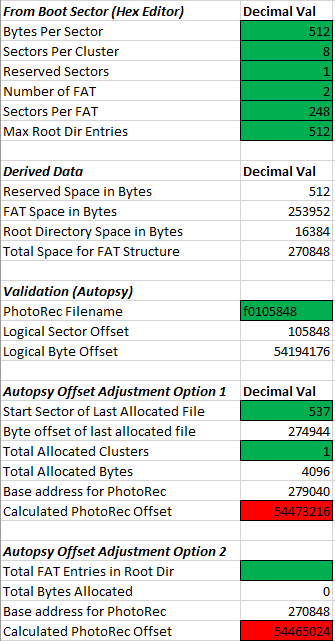 From Boot Sector (Hex Editor) Decimal Val
Bytes Per Sector 512
Sectors Per Cluster 8
Reserved Sectors 1
Number of FAT 2
Sectors Per FAT 248
Max Root Dir Entries 512
Derived Data Decimal Val
Reserved Space in Bytes 512
FAT Space in Bytes 253952
Root Directory Space in Bytes 16384
Total Space for FAT Structure 270848
Validation (Autopsy)
PhotoRec Filename f0105848
Logical Sector Offset 105848
Logical Byte Offset 54194176
Autopsy Offset Adjustment Option 1 Decimal Val
Start Sector of Last Allocated File 537
Byte offset of last allocated file 274944
Total Allocated Clusters 1
Total Allocated Bytes 4096
Base address for PhotoRec 279040
Calculated PhotoRec Offset 54473216
Autopsy Offset Adjustment Option 2
Total FAT Entries in Root Dir
Total Bytes Allocated 0
Base address for PhotoRec 270848
Calculated PhotoRec Offset 54465024